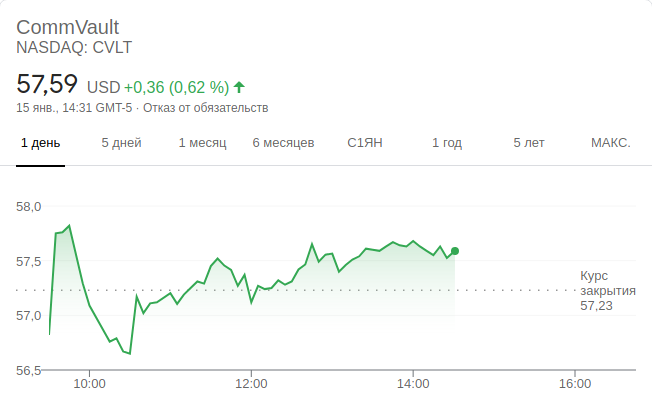 CommVault
NASDAQ: CVLT
57,59 USD +0,36 (0,62 %)
15 янв., 14:31 GMT-5 · Отказ от обязательств
1 день 5 дней 1 месяц 6 месяцев С1ЯН 1 год 5 лет МАКС.
58,0
57,5
Курс
закрытия
57,23
57,0
56,5
10:00 12:00 14:00 16:00